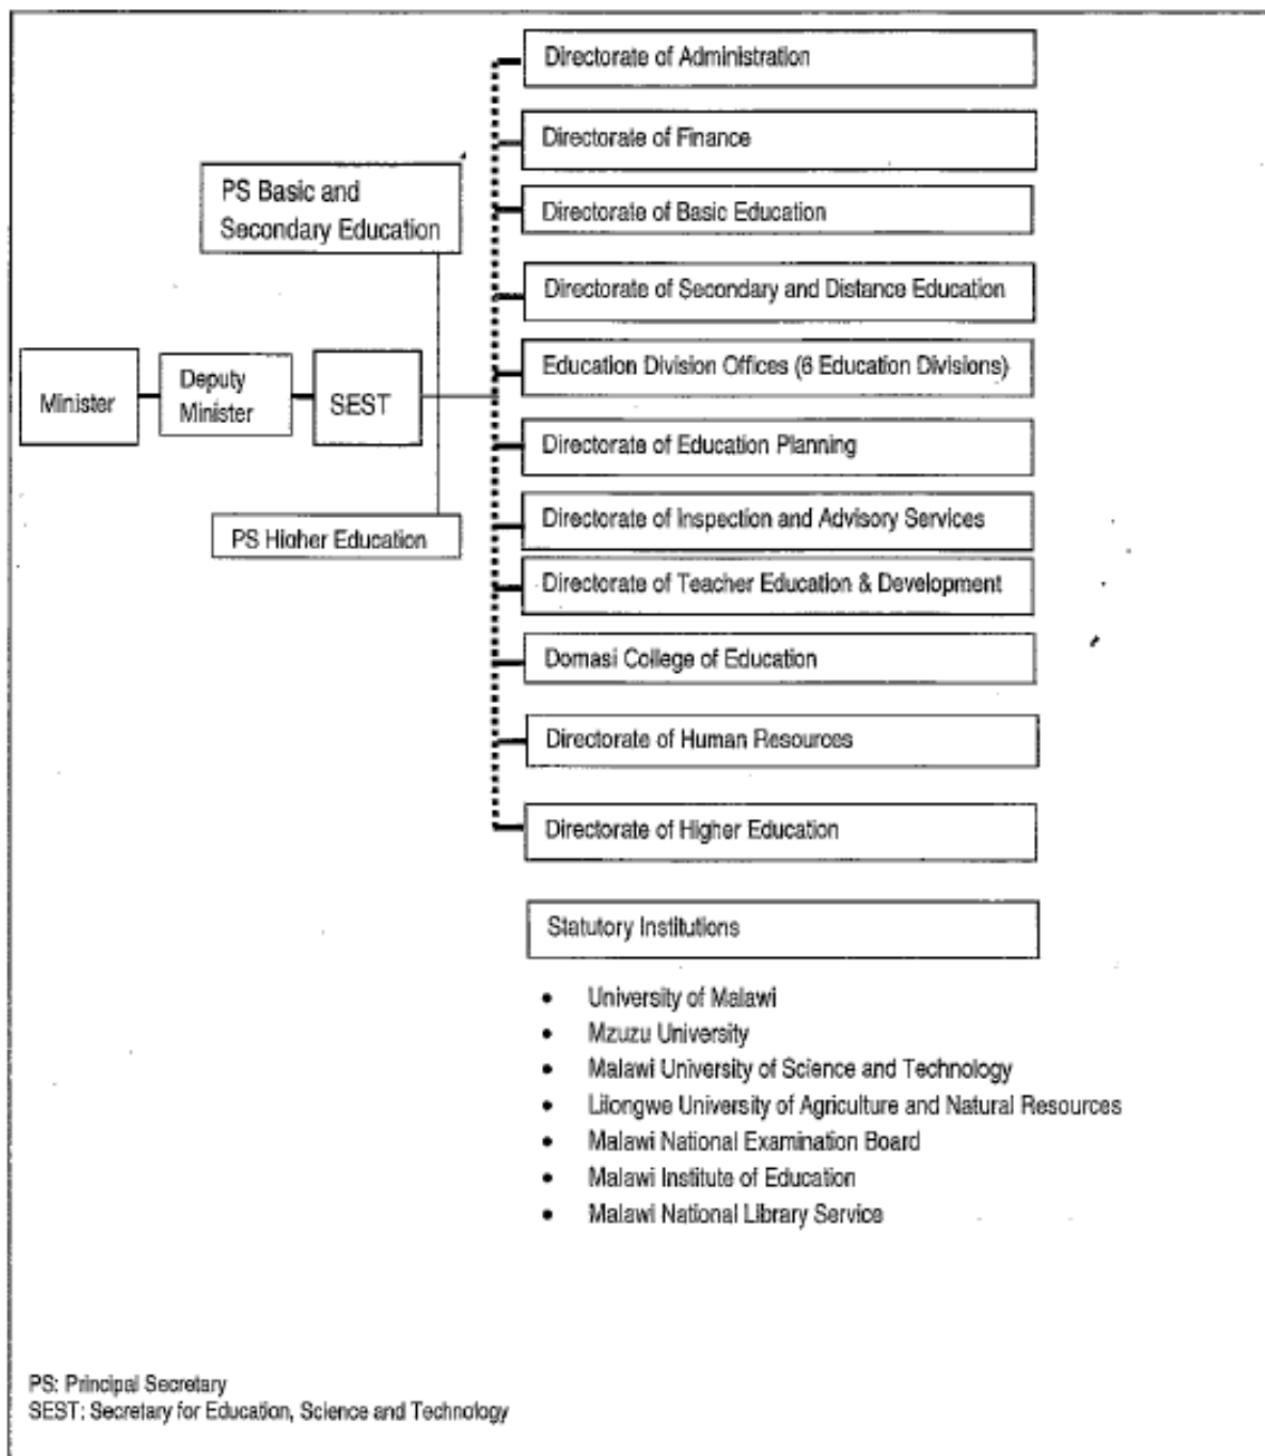 Directorate of Administration
Directorate of Finance
PS Basic and
Secondary Education
Directorate of Basic Education
Directorate of Secondary and Distance Education
Minister
Deputy
Minister
SEST
Education Division Offices (6 Education Divisions)
Directorate of Education Planning
PS Higher Education
Directorate of Inspection and Advisory Services
Directorate of Teacher Education & Development
Domasi College of Education
Directorate of Human Resources
Directorate of Higher Education
Statutory Institutions
• University of Malawi
• Mzuzu University
• Malawi University of Science and Technology
• Lilongwe University of Agriculture and Natural Resources
• Malawi National Examination Board
• Malawi Institute of Education
• Malawi National Library Service
PS: Principal Secretary
SEST: Secretary for Education, Science and Technology